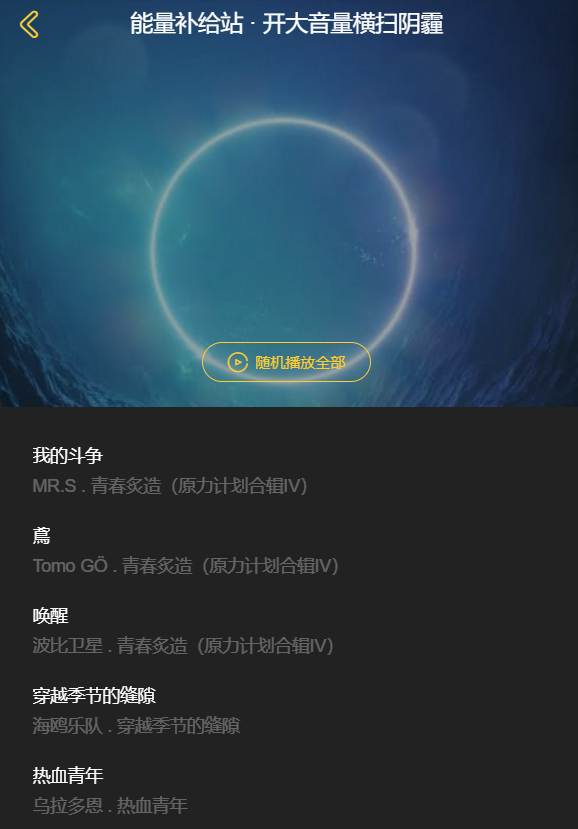 能量补给站 · 开大音量横扫阴霾
随机播放全部
我的斗争
MR.S . 青春炙造（原力计划合辑IV）
鳶
Tomo GÖ . 青春炙造（原力计划合辑IV）
唤醒
波比卫星 . 青春炙造（原力计划合辑IV）
穿越季节的缝隙
海鸥乐队 . 穿越季节的缝隙
热血青年
乌拉多恩 . 热血青年